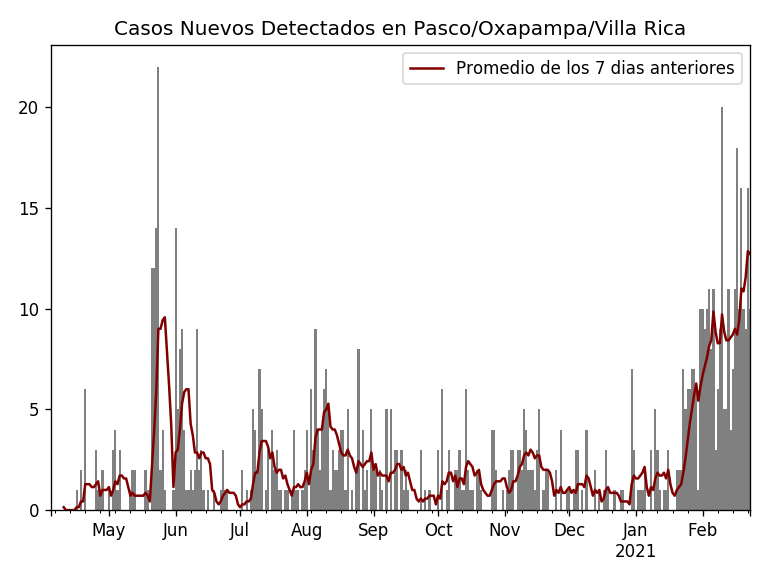 Casos Nuevos Detectados en Pasco/Oxapampa/Villa Rica
Promedio de los 7 dias anteriores
20
15
10
5
0
May Jun Jul Aug Sep Oct Nov Dec Jan Feb
2021